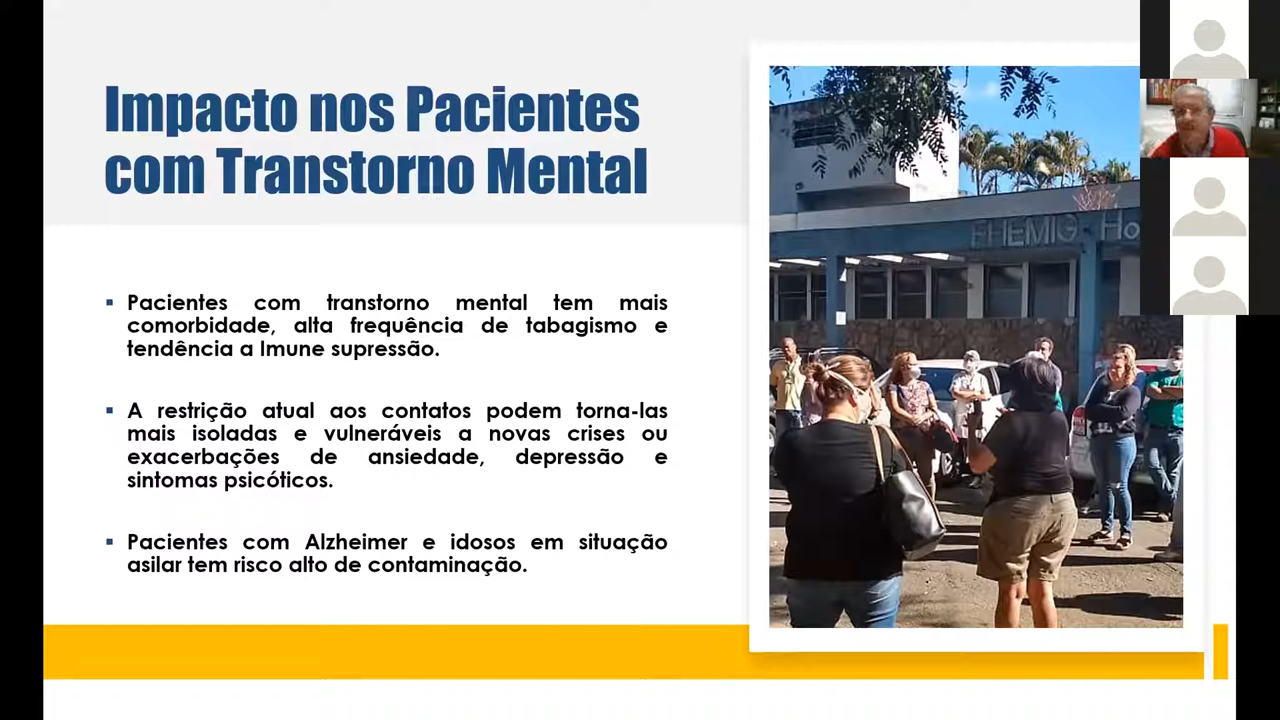 Impacto nos Pacientes
com Transtorno Mental
Pacientes com transtorno mental tem mais
comorbidade, alta frequência de tabagismo e
tendência a Imune supressão.
A restrição atual aos contatos podem torna-las
mais isoladas e vulneráveis a novas crises ou
exacerbações de ansiedade, depressão e
sintomas psicóticos.
Pacientes com Alzheimer e idosos em situação
asilar tem risco alto de contaminação.
FHEMIG Ho